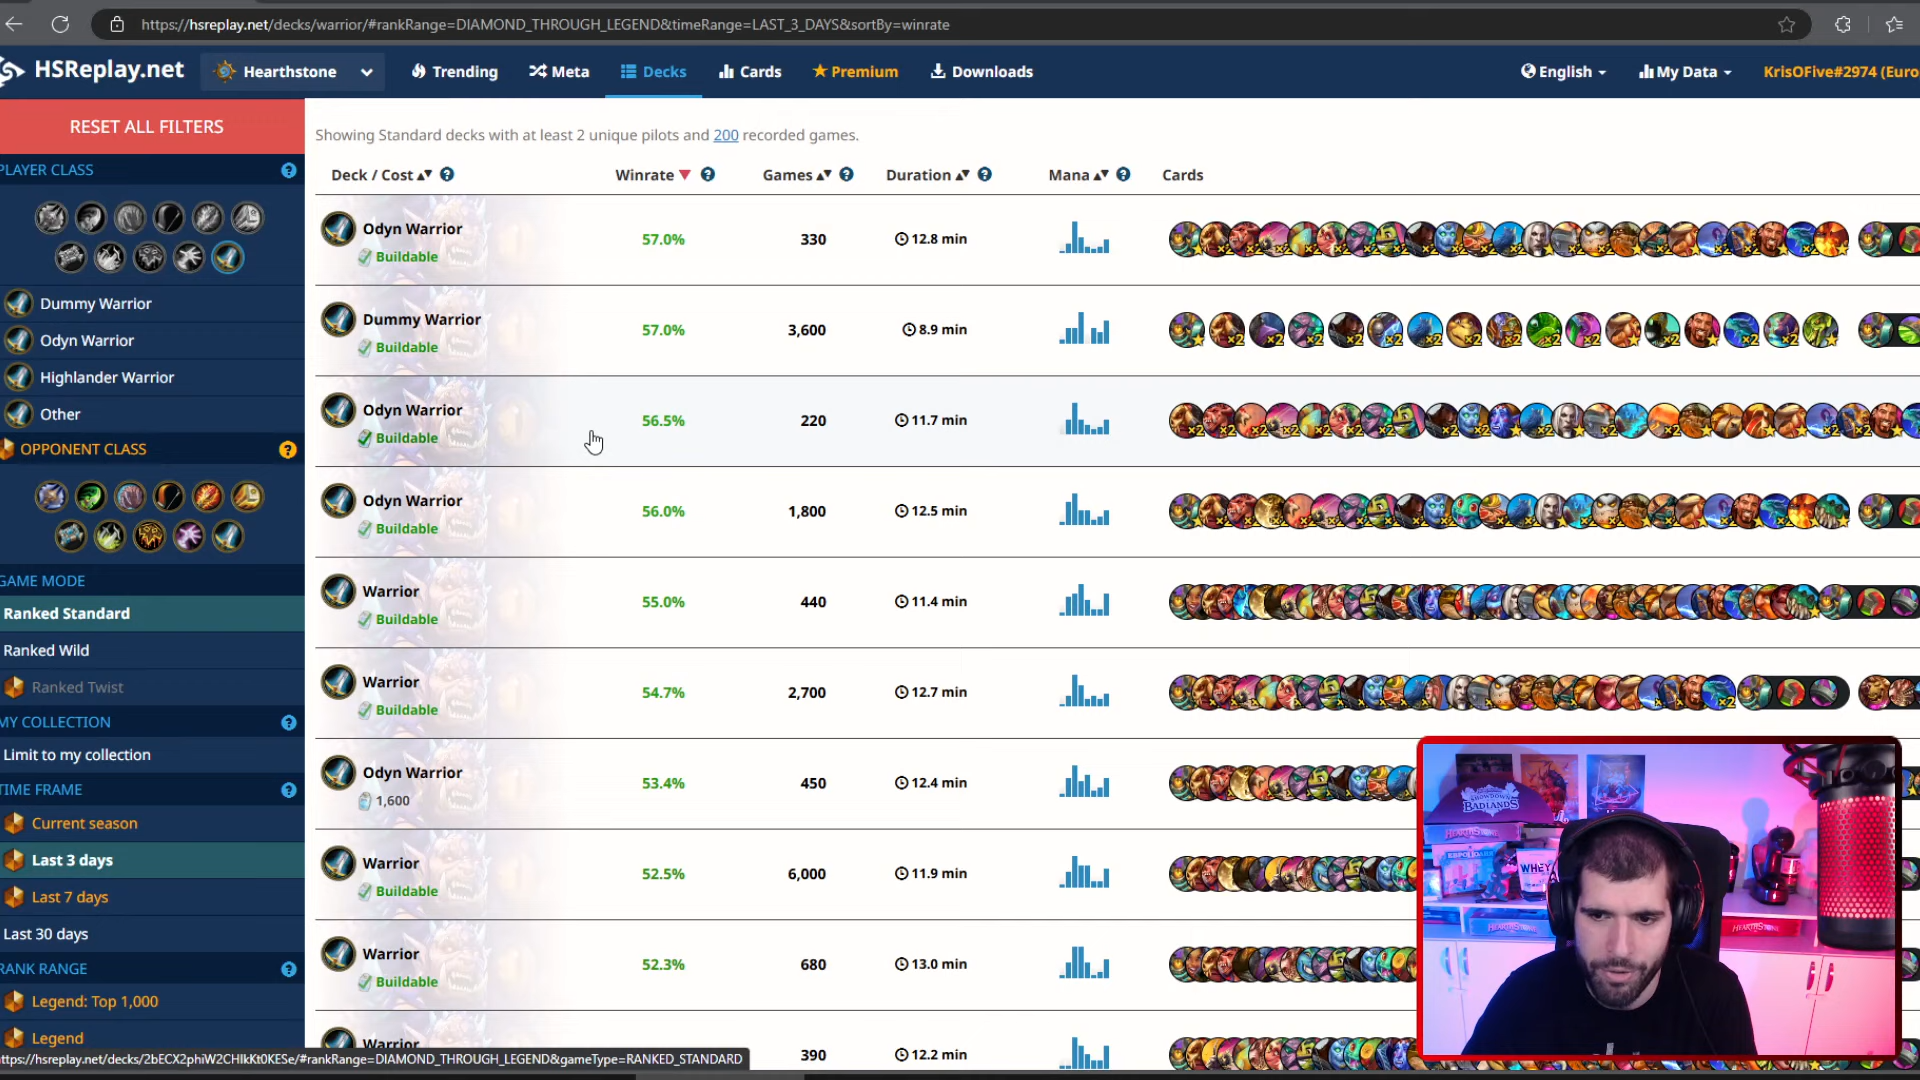 https://hsreplay.net/decks/warrior/#rankRange=DIAMOND_THROUGH_LEGEND&timeRange=LAST_3_DAYS&sortBy=winrate
HSReplay.net Hearthstone Trending Meta Decks Cards Premium Downloads English My Data KrisOFive#2974 (Euro
RESET ALL FILTERS
PLAYER CLASS
Dummy Warrior
Odyn Warrior
Highlander Warrior
Other
OPPONENT CLASS
GAME MODE
Ranked Standard
Ranked Wild
Ranked Twist
MY COLLECTION
Limit to my collection
TIME FRAME
Current season
Last 3 days
Last 7 days
Last 30 days
RANK RANGE
Legend: Top 1,000
Legend
Showing Standard decks with at least 2 unique pilots and 200 recorded games.
Deck / Cost Winrate Games Duration Mana Cards
Odyn Warrior
Buildable
57.0% 330 12.8 min
Dummy Warrior
Buildable
57.0% 3,600 8.9 min
Odyn Warrior
Buildable
56.5% 220 11.7 min
Odyn Warrior
Buildable
56.0% 1,800 12.5 min
Warrior
Buildable
55.0% 440 11.4 min
Warrior
Buildable
54.7% 2,700 12.7 min
Odyn Warrior
1,600
53.4% 450 12.4 min
Warrior
Buildable
52.5% 6,000 11.9 min
Warrior
Buildable
52.3% 680 13.0 min
Warrior
390 12.2 min
ttps://hsreplay.net/decks/2bECX2phiW2CHIkKt0KESe/#rankRange=DIAMOND_THROUGH_LEGEND&gameType=RANKED_STANDARD
SHOWDOWN
BADLANDS
HEARTHSTONE
WHEY